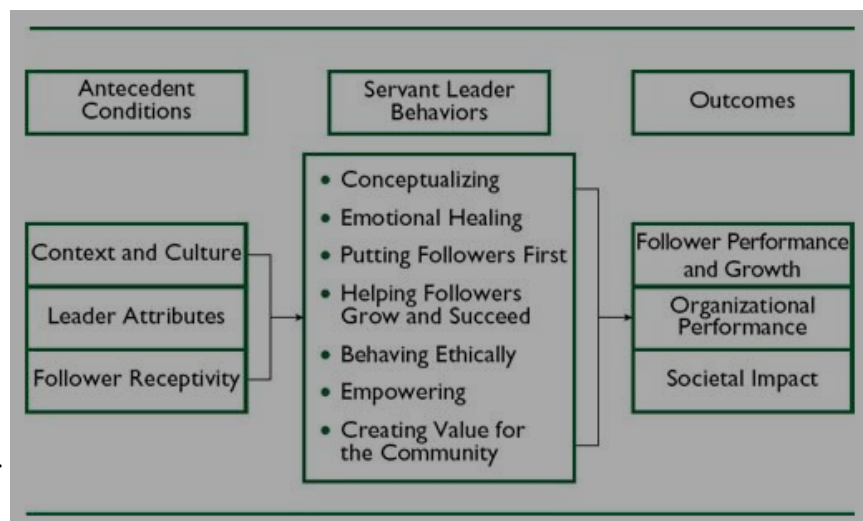 Antecedent
Conditions
Servant Leader
Behaviors
Outcomes
Context and Culture
Leader Attributes
Follower Receptivity
• Conceptualizing
• Emotional Healing
• Putting Followers First
• Helping Followers
Grow and Succeed
• Behaving Ethically
• Empowering
• Creating Value for
the Community
Follower Performance
and Growth
Organizational
Performance
Societal Impact